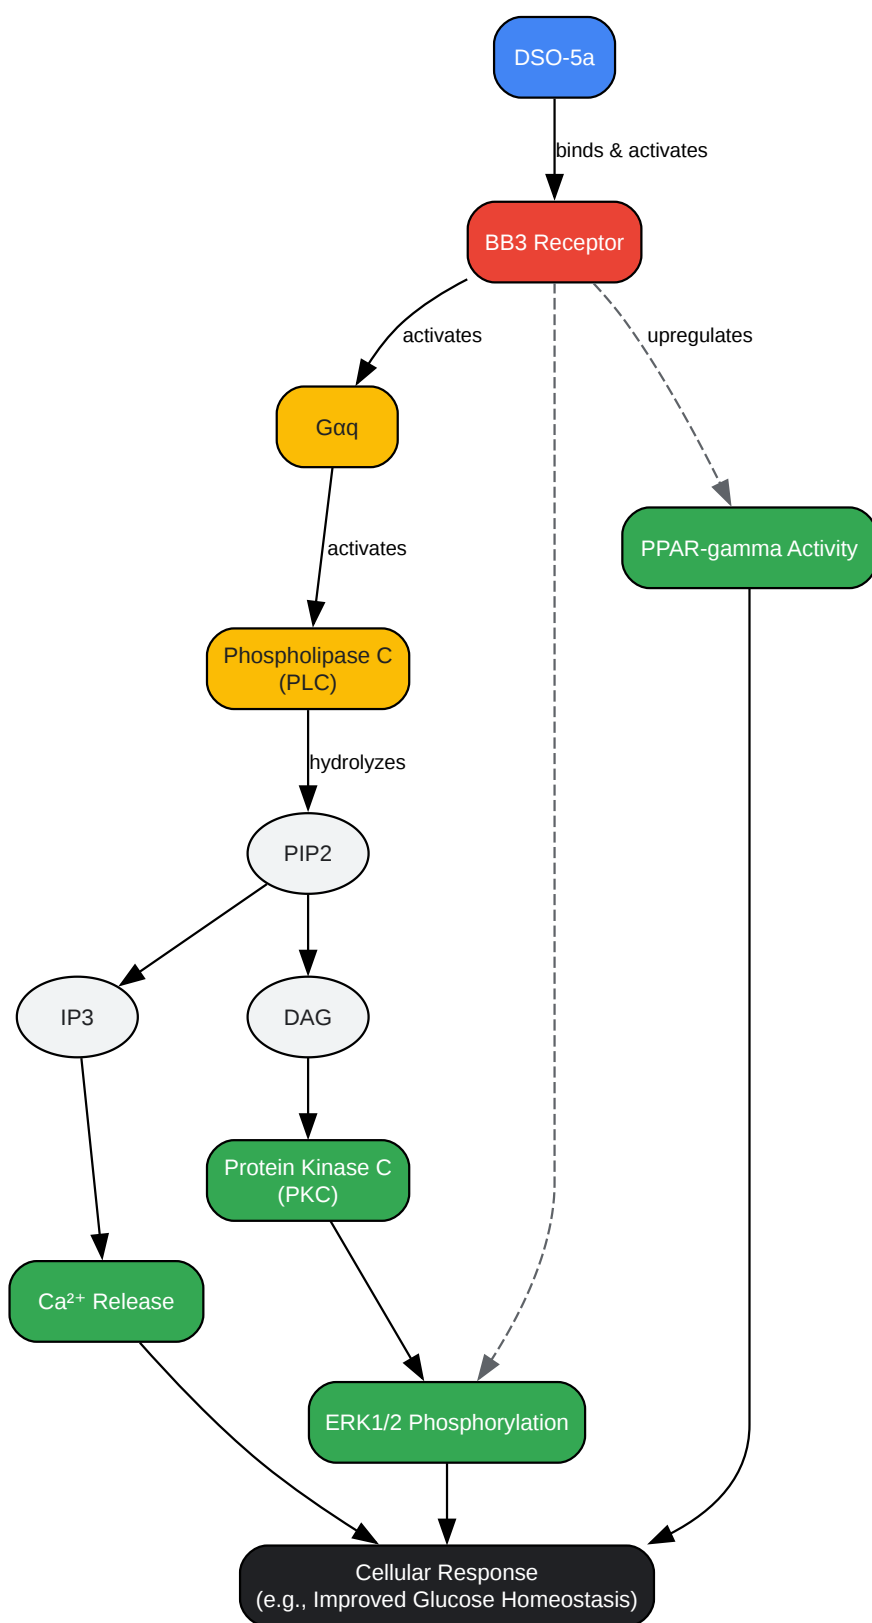 DSO-5a
binds & activates
BB3 Receptor
activates
upregulates
Gαq
PPAR-gamma Activity
activates
Phospholipase C
(PLC)
hydrolyzes
PIP2
IP3
DAG
Protein Kinase C
(PKC)
Ca²⁺ Release
ERK1/2 Phosphorylation
Cellular Response
(e.g., Improved Glucose Homeostasis)